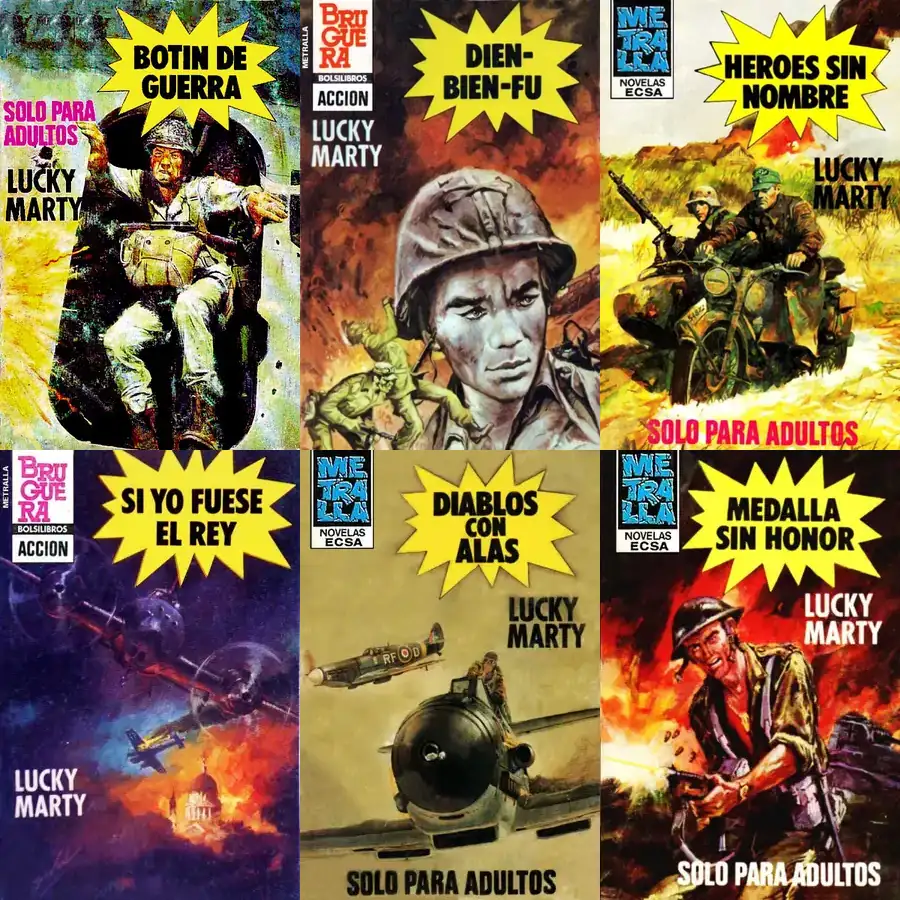 BOTIN DE
GUERRA
SOLO PARA
ADULTOS
LUCKY
MARTY
METRALLA
BRU
GUE
RA
BOLSILIBROS
ACCION
DIEN-
BIEN-FU
LUCKY
MARTY
ME
TRA
LLA
NOVELAS
ECSA
HEROES SIN
NOMBRE
LUCKY
MARTY
SOLO PARA ADULTOS
METRALLA
BRU
GUE
RA
BOLSILIBROS
ACCION
SI YO FUESE
EL REY
LUCKY
MARTY
ME
TRA
LLA
NOVELAS
ECSA
DIABLOS
CON
ALAS
LUCKY
MARTY
RF D
SOLO PARA ADULTOS
ME
TRA
LLA
NOVELAS
ECSA
MEDALLA
SIN HONOR
LUCKY
MARTY
SOLO PARA ADULTOS